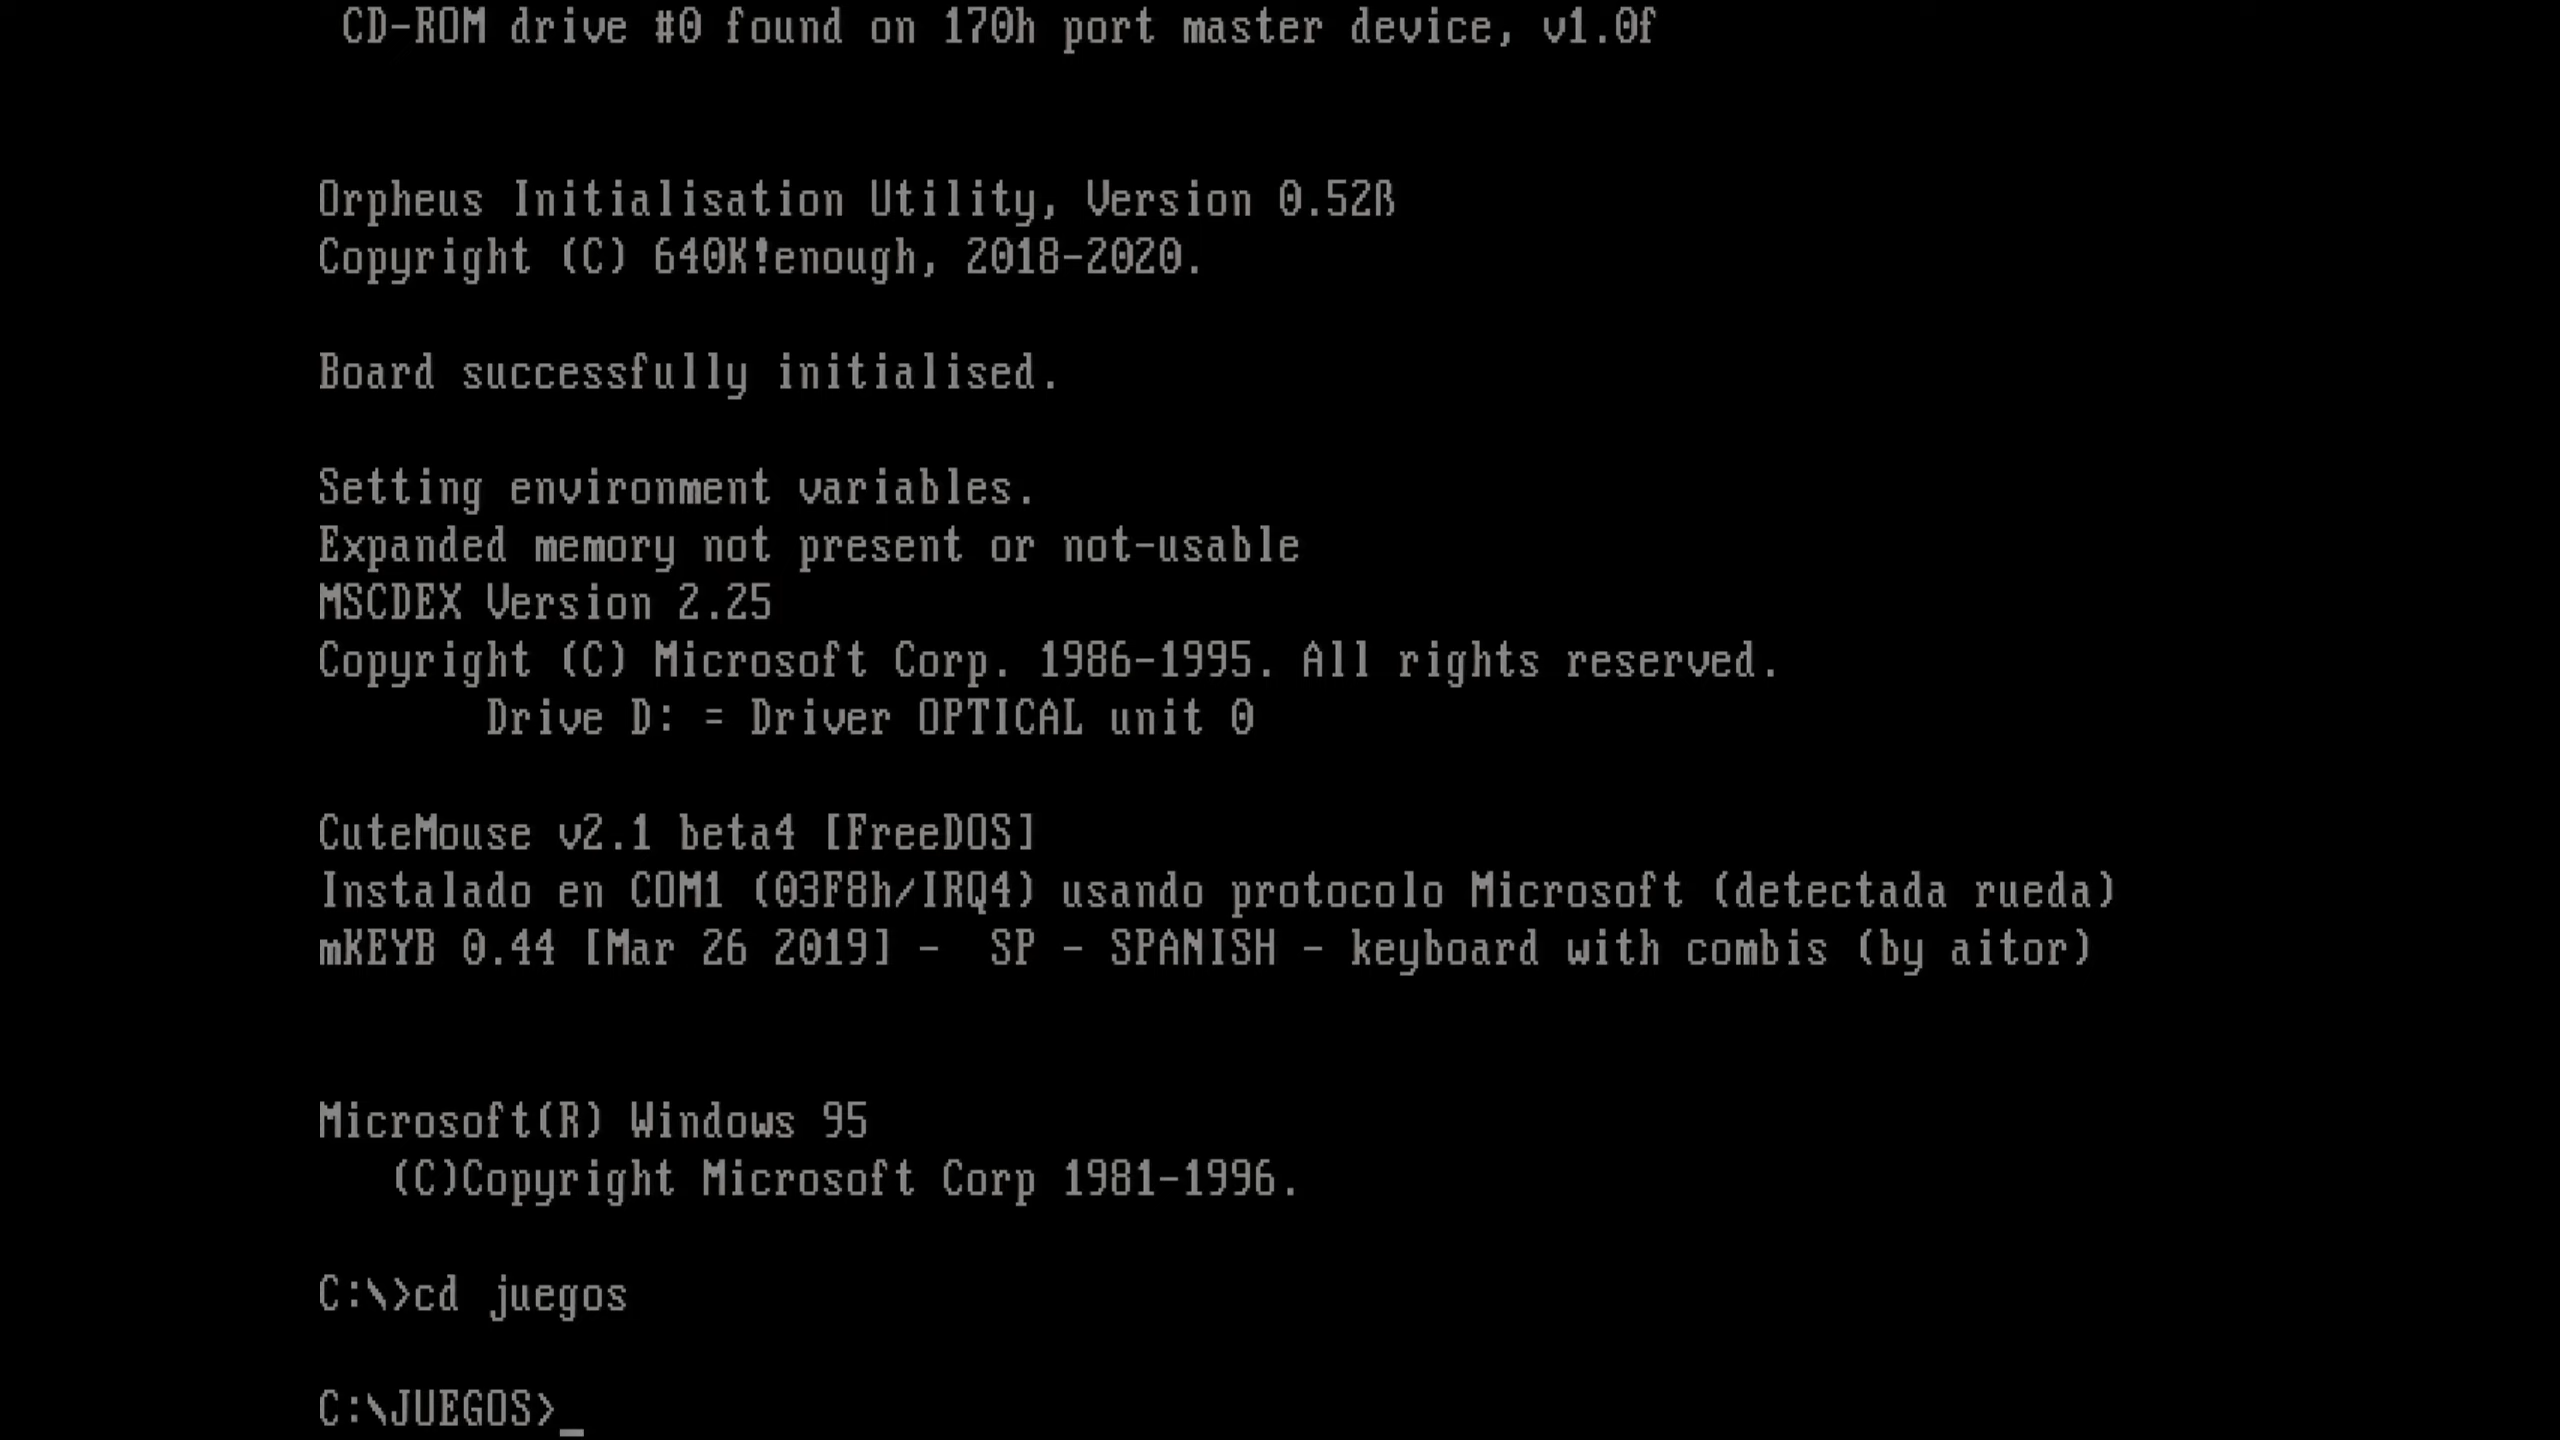 CD-ROM drive #0 found on 170h port master device, v1.0f
Orpheus Initialisation Utility, Version 0.52ß
Copyright (C) 640K!enough, 2018-2020.
Board successfully initialised.
Setting environment variables.
Expanded memory not present or not-usable
MSCDEX Version 2.25
Copyright (C) Microsoft Corp. 1986-1995. All rights reserved.
Drive D: = Driver OPTICAL unit 0
CuteMouse v2.1 beta4 [FreeDOS]
Instalado en COM1 (03F8h/IRQ4) usando protocolo Microsoft (detectada rueda)
mKEYB 0.44 [Mar 26 2019] -  SP - SPANISH - keyboard with combis (by aitor)
Microsoft(R) Windows 95
(C)Copyright Microsoft Corp 1981-1996.
C:\>cd juegos
C:\JUEGOS>_